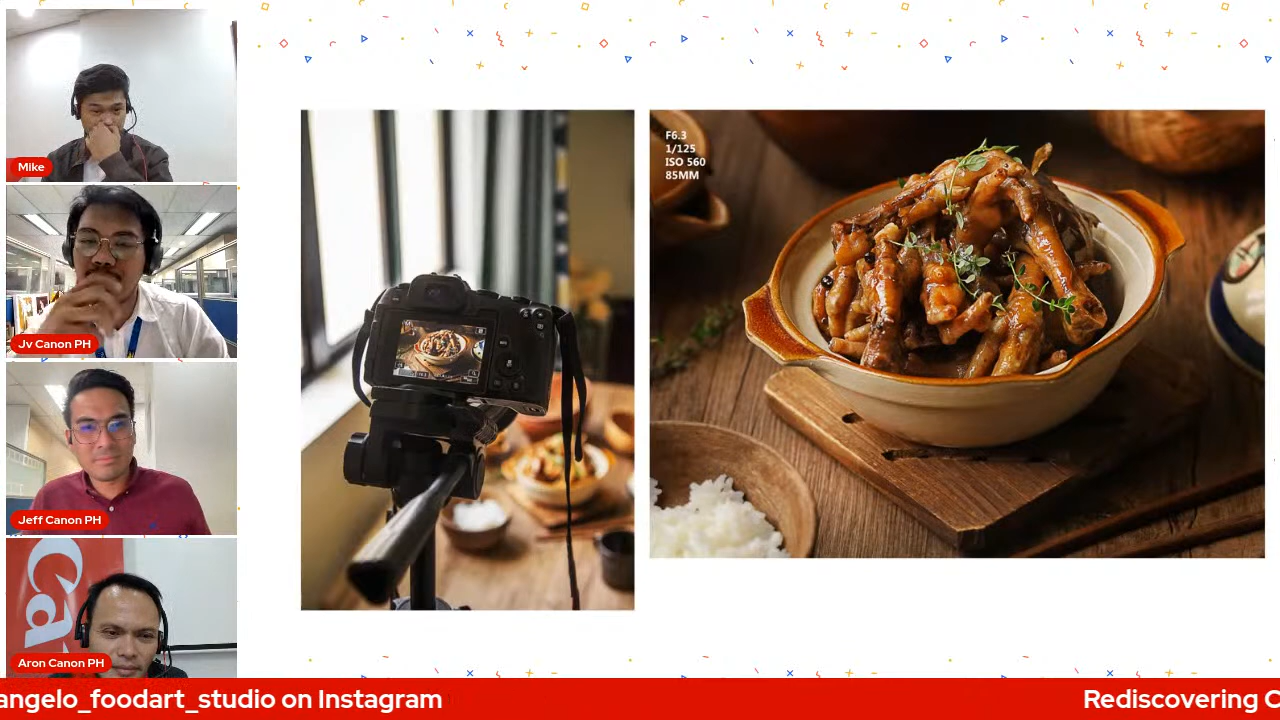 Mike
Jv Canon PH
Jeff Canon PH
Ca
Aron Canon PH
F6.3
1/125
ISO 560
85MM
angelo_foodart_studio on Instagram
Rediscovering C